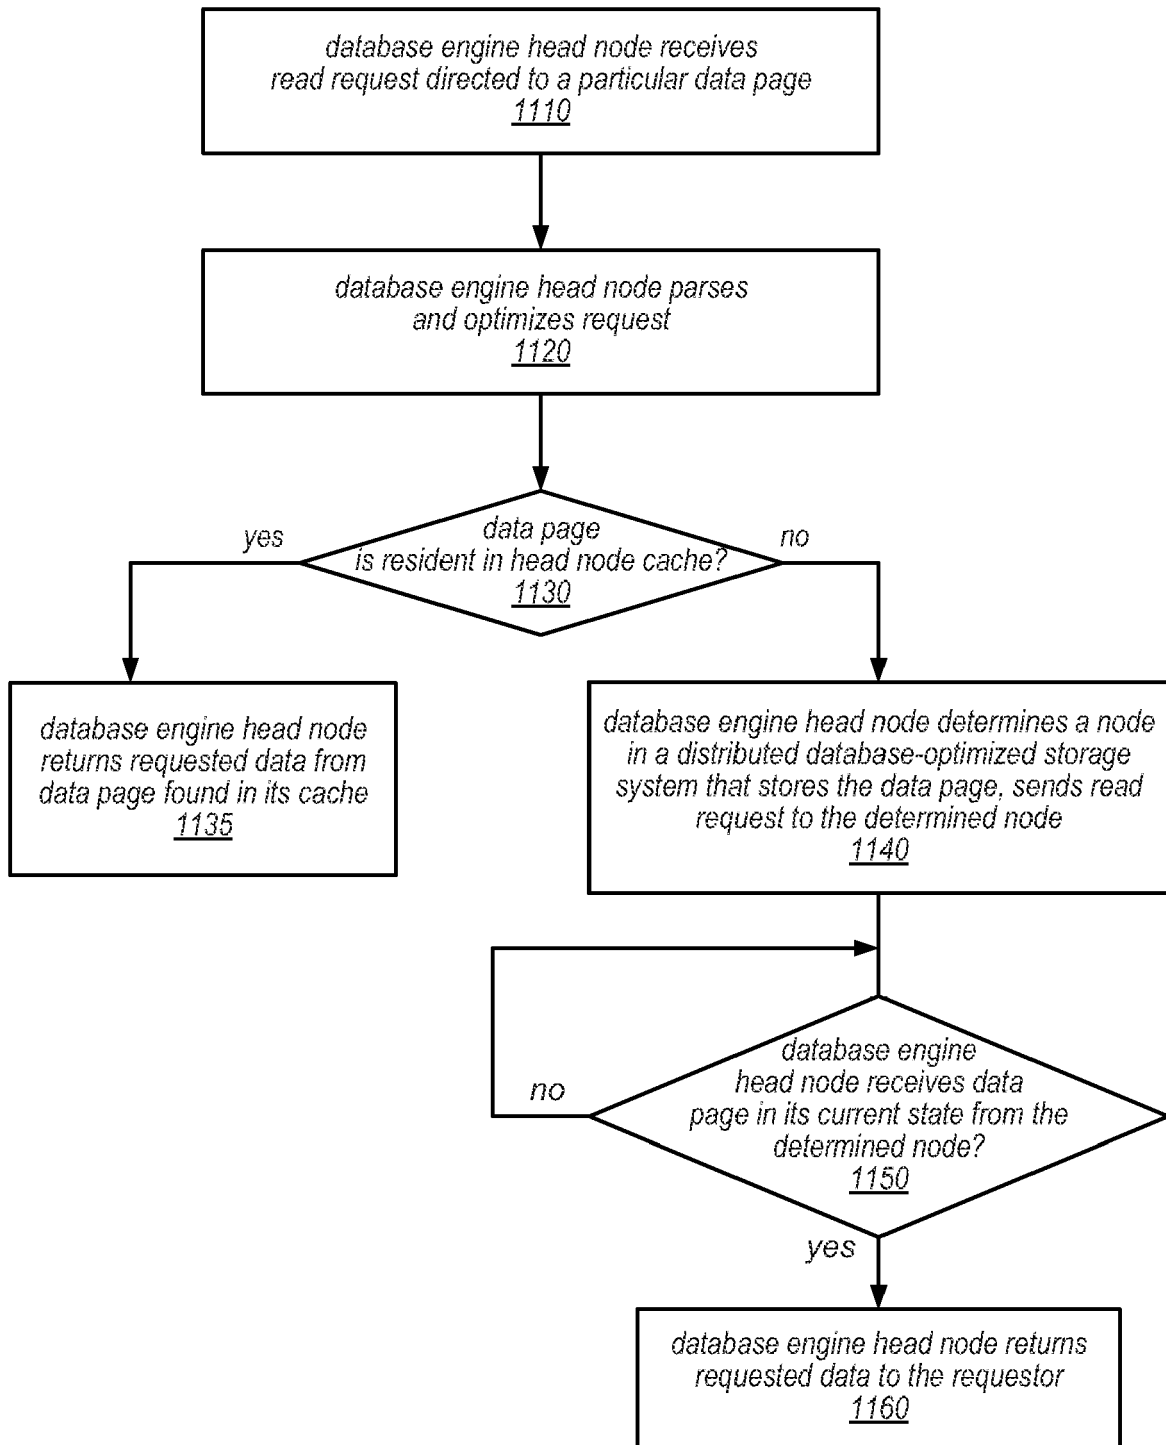 database engine head node receives
read request directed to a particular data page
1110
database engine head node parses
and optimizes request
1120
yes
data page
is resident in head node cache?
1130
no
database engine head node
returns requested data from
data page found in its cache
1135
database engine head node determines a node
in a distributed database-optimized storage
system that stores the data page, sends read
request to the determined node
1140
database engine
head node receives data
page in its current state from the
determined node?
1150
no
yes
database engine head node returns
requested data to the requestor
1160